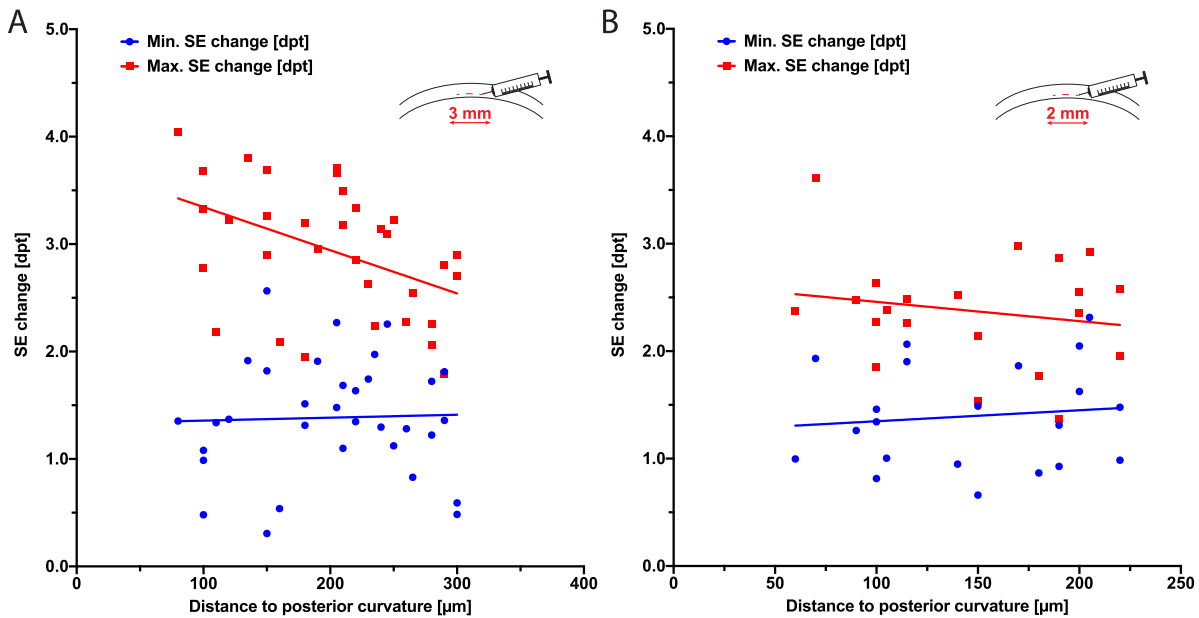 A
Min. SE change [dpt]
Max. SE change [dpt]
3 mm
5.0
4.0
3.0
2.0
1.0
0.0
SE change [dpt]
0
100
200
300
400
Distance to posterior curvature [µm]
B
Min. SE change [dpt]
Max. SE change [dpt]
2 mm
5.0
4.0
3.0
2.0
1.0
0.0
SE change [dpt]
0
50
100
150
200
250
Distance to posterior curvature [µm]